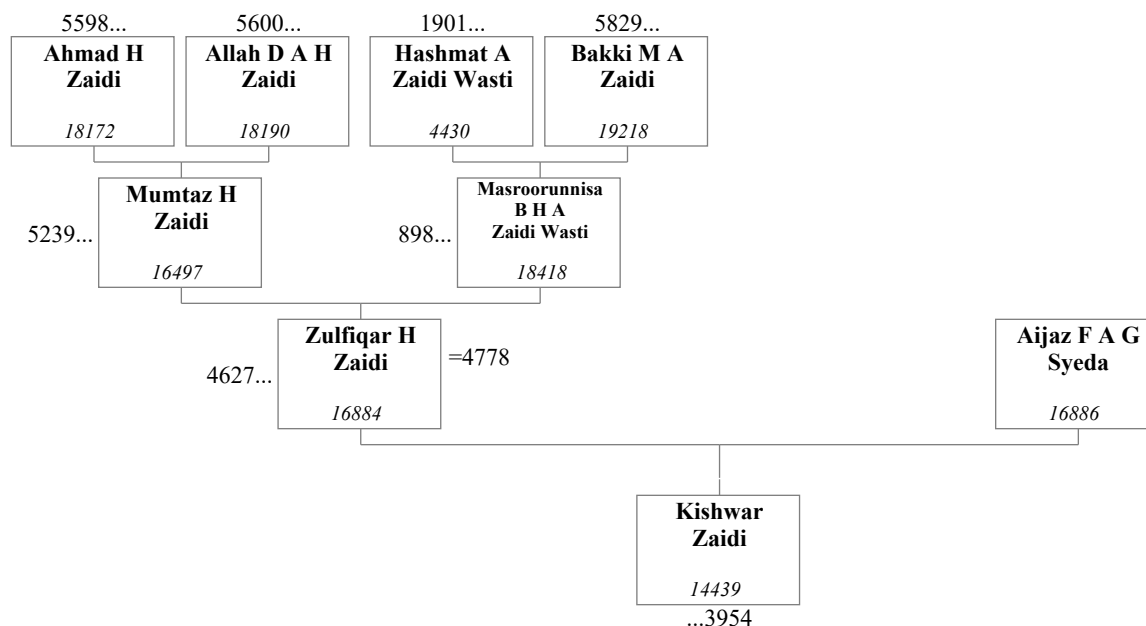 5598... 5600... 1901... 5829...
Ahmad H
Zaidi
18172
Allah D A H
Zaidi
18190
Hashmat A
Zaidi Wasti
4430
Bakki M A
Zaidi
19218
5239...
Mumtaz H
Zaidi
16497
898...
Masroorunnisa
B H A
Zaidi Wasti
18418
4627...
Zulfiqar H
Zaidi
16884
=4778
Aijaz F A G
Syeda
16886
Kishwar
Zaidi
14439
...3954